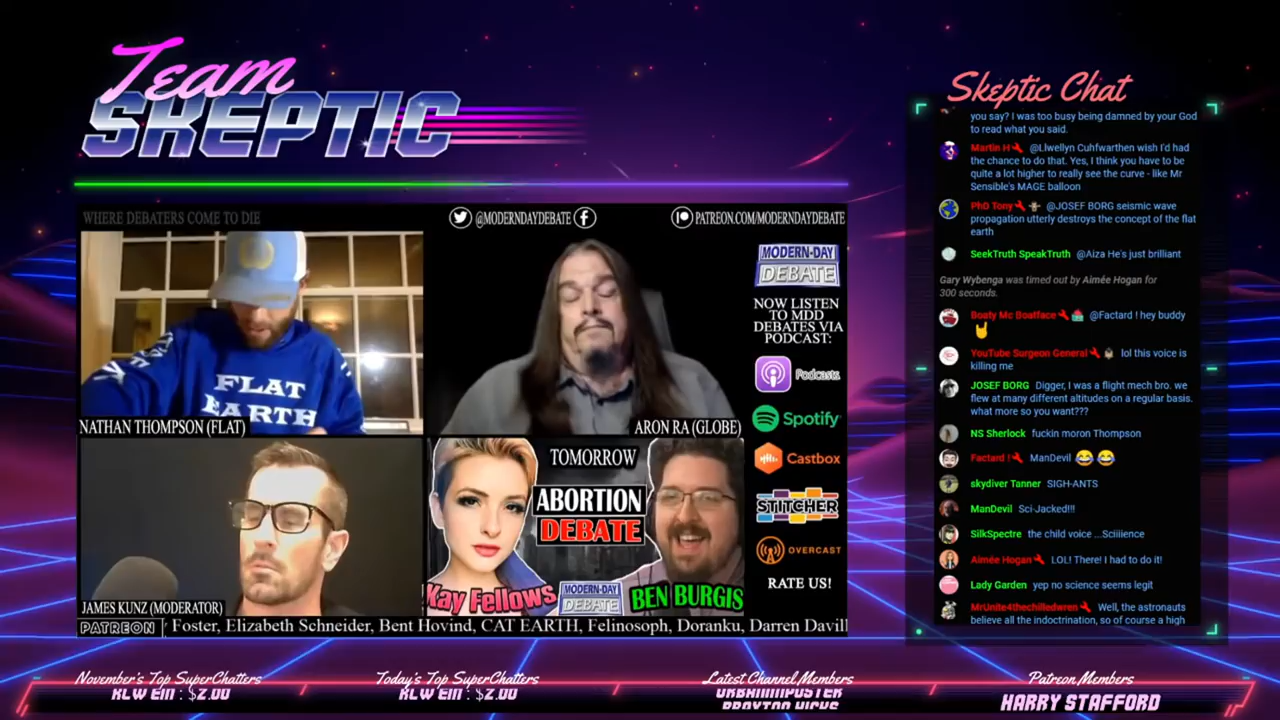 Team
SKEPTIC
WHERE DEBATERS COME TO DIE
@MODERNDAYDEBATE
PATREON.COM/MODERNDAYDEBATE
FLAT
EARTH
NATHAN THOMPSON (FLAT)
ARON RA (GLOBE)
MODERN-DAY
DEBATE
NOW LISTEN
TO MDD
DEBATES VIA
PODCAST:
Podcasts
Spotify
Castbox
STITCHER
OVERCAST
RATE US!
JAMES KUNZ (MODERATOR)
TOMORROW
ABORTION
DEBATE
Kay Fellows
MODERN-DAY
DEBATE
BEN BURGIS
PATREON
Foster, Elizabeth Schneider, Bent Hovind, CAT EARTH, Felinosoph, Doranku, Darren Davill
Skeptic Chat
you say? I was too busy being damned by your God
to read what you said.
Martin H @Llwellyn Cuhfwarthen wish I'd had
the chance to do that. Yes, I think you have to be
quite a lot higher to really see the curve - like Mr
Sensible's MAGE balloon
PhD Tony @JOSEF BORG seismic wave
propagation utterly destroys the concept of the flat
earth
SeekTruth SpeakTruth @Aiza He's just brilliant
Gary Wybenga was timed out by Aimée Hogan for
300 seconds.
Boaty Mc Boatface @Factard ! hey buddy
YouTube Surgeon General lol this voice is
killing me
JOSEF BORG Digger, I was a flight mech bro. we
flew at many different altitudes on a regular basis.
what more so you want???
NS Sherlock fuckin moron Thompson
Factard ! ManDevil
skydiver Tanner SIGH-ANTS
ManDevil Sci-Jacked!!!
SilkSpectre the child voice ...Sciiience
Aimée Hogan LOL! There! I had to do it!
Lady Garden yep no science seems legit
MrUnite4thechilledwren Well, the astronauts
believe all the indoctrination, so of course a high
November's Top SuperChatters
KLW Ein : $2.00
Today's Top SuperChatters
KLW Ein : $2.00
Latest Channel Members
Patreon Members
HARRY STAFFORD